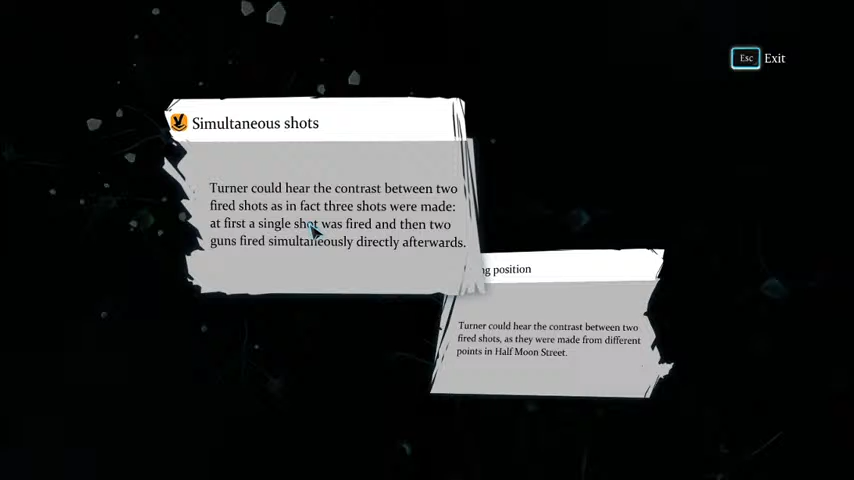 Esc Exit
Simultaneous shots
Turner could hear the contrast between two
fired shots as in fact three shots were made:
at first a single shot was fired and then two
guns fired simultaneously directly afterwards.
position
Turner could hear the contrast between two
fired shots, as they were made from different
points in Half Moon Street.